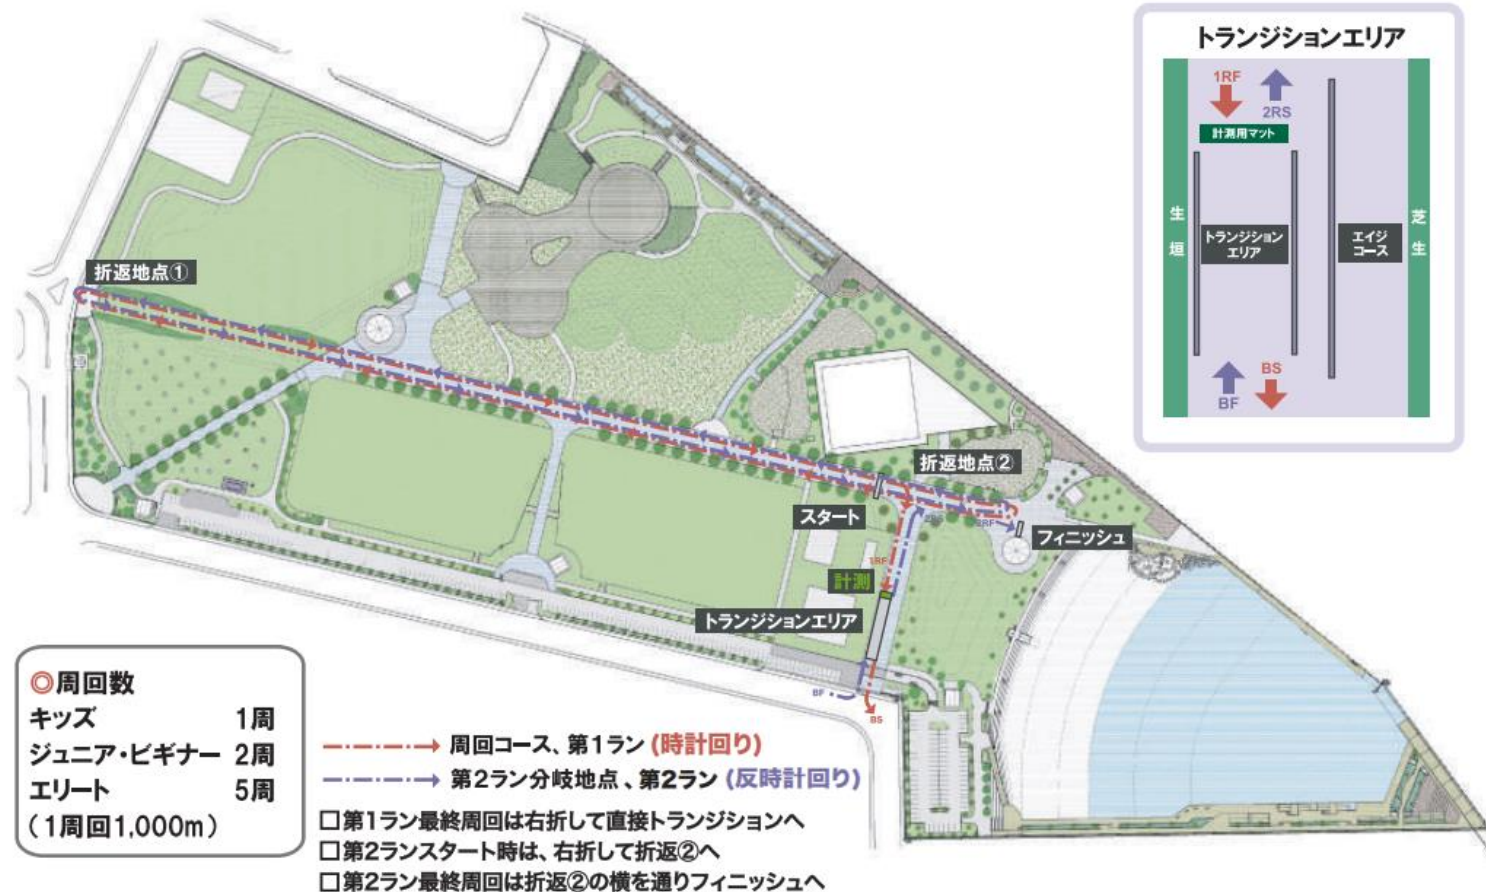 トランジションエリア
1RF
2RS
計測用マット
生垣
トランジション
エリア
エイジ
コース
芝生
BF
BS
折返地点①
折返地点②
スタート
2RS
2RF
フィニッシュ
1RF
計測
トランジションエリア
BF
BS
◎周回数
キッズ 1周
ジュニア・ビギナー 2周
エリート 5周
(1周回1,000m)
周回コース、第1ラン (時計回り)
第2ラン分岐地点、第2ラン (反時計回り)
□第1ラン最終周回は右折して直接トランジションへ
□第2ランスタート時は、右折して折返②へ
□第2ラン最終周回は折返②の横を通りフィニッシュへ